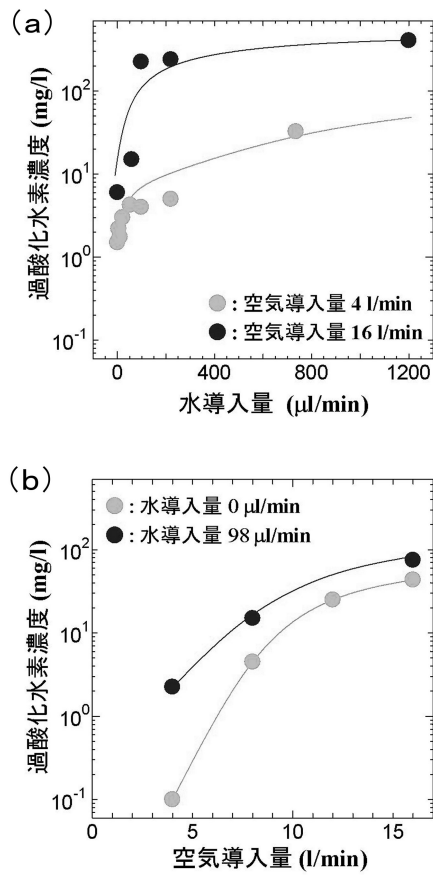 (a)
過酸化水素濃度 (mg/l)
10²
10¹
10⁰
10⁻¹
: 空気導入量 4 l/min
: 空気導入量 16 l/min
0 400 800 1200
水導入量 (μl/min)
(b)
過酸化水素濃度 (mg/l)
: 水導入量 0 μl/min
: 水導入量 98 μl/min
10²
10¹
10⁰
10⁻¹
0 5 10 15
空気導入量 (l/min)